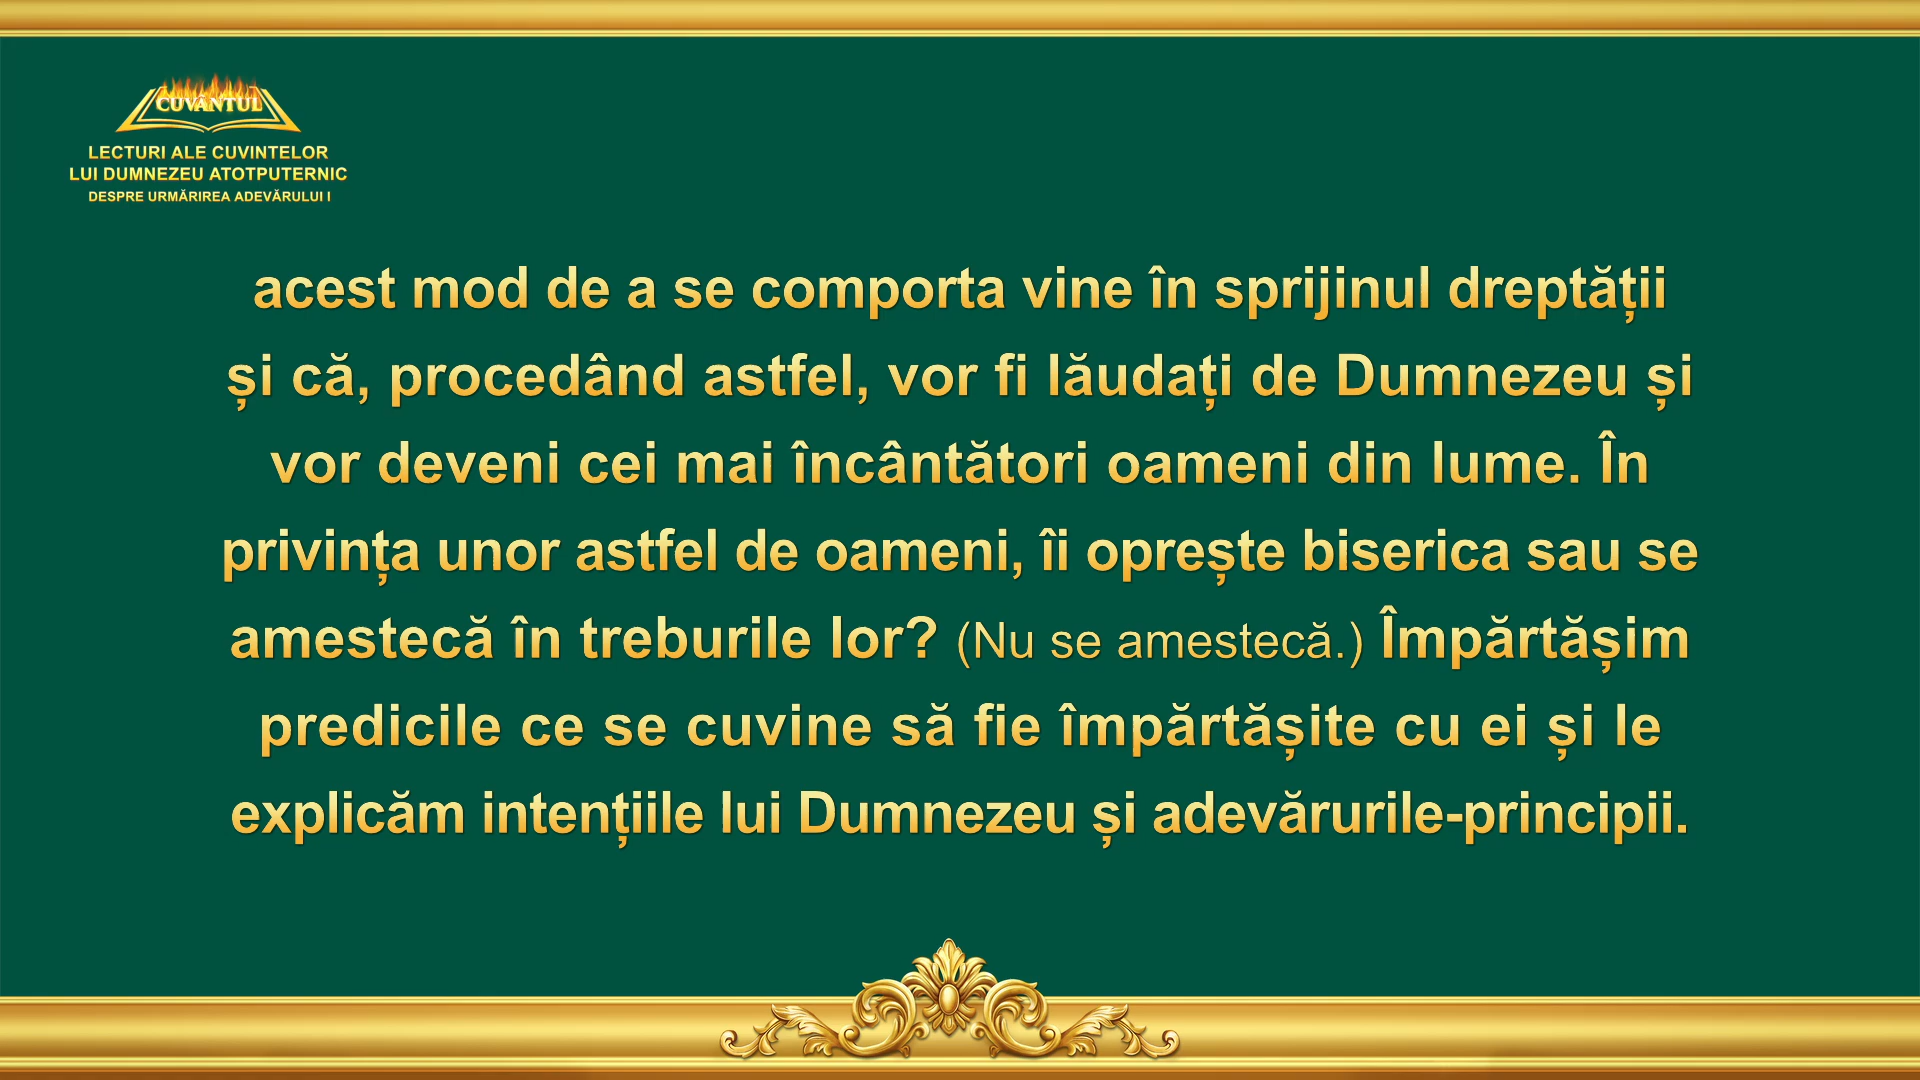 CUVÂNTUL
LECTURI ALE CUVINTELOR
LUI DUMNEZEU ATOTPUTERNIC
DESPRE URMĂRIREA ADEVĂRULUI I
acest mod de a se comporta vine în sprijinul dreptății
și că, procedând astfel, vor fi lăudați de Dumnezeu și
vor deveni cei mai încântători oameni din lume. În
privința unor astfel de oameni, îi oprește biserica sau se
amestecă în treburile lor? (Nu se amestecă.) Împărtășim
predicile ce se cuvine să fie împărtășite cu ei și le
explicăm intențiile lui Dumnezeu și adevărurile-principii.